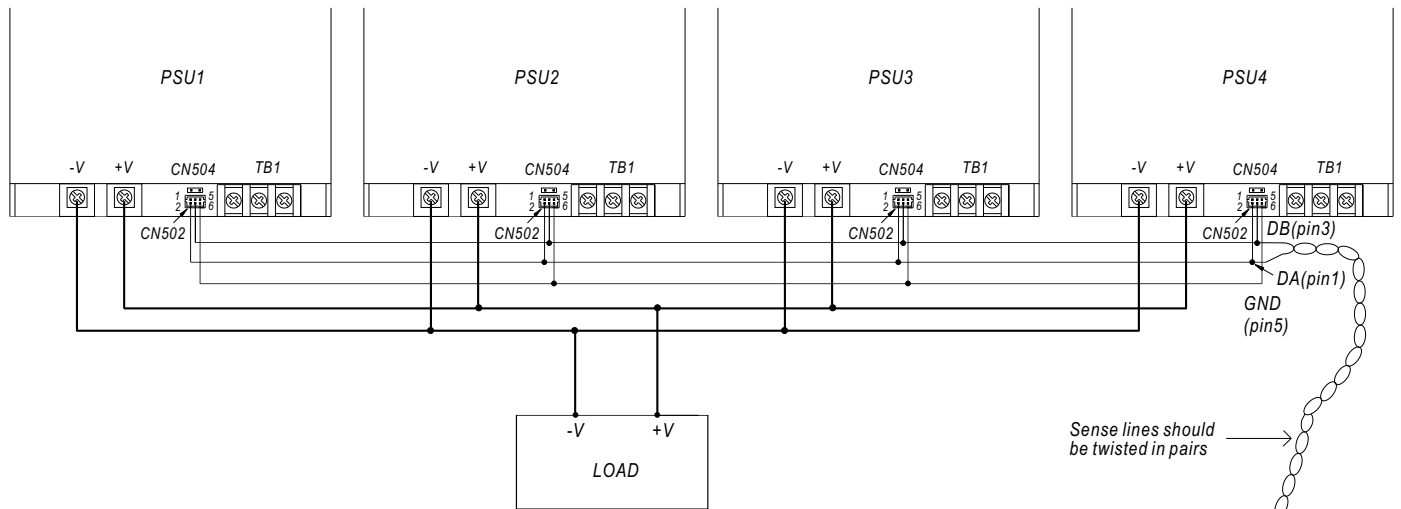 PSU1
PSU2
PSU3
PSU4
-V +V CN504 TB1
-V +V CN504 TB1
-V +V CN504 TB1
-V +V CN504 TB1
1 5
2 6
1 5
2 6
1 5
2 6
1 5
2 6
CN502
CN502
CN502
CN502
DB(pin3)
DA(pin1)
GND
(pin5)
-V +V
LOAD
Sense lines should
be twisted in pairs